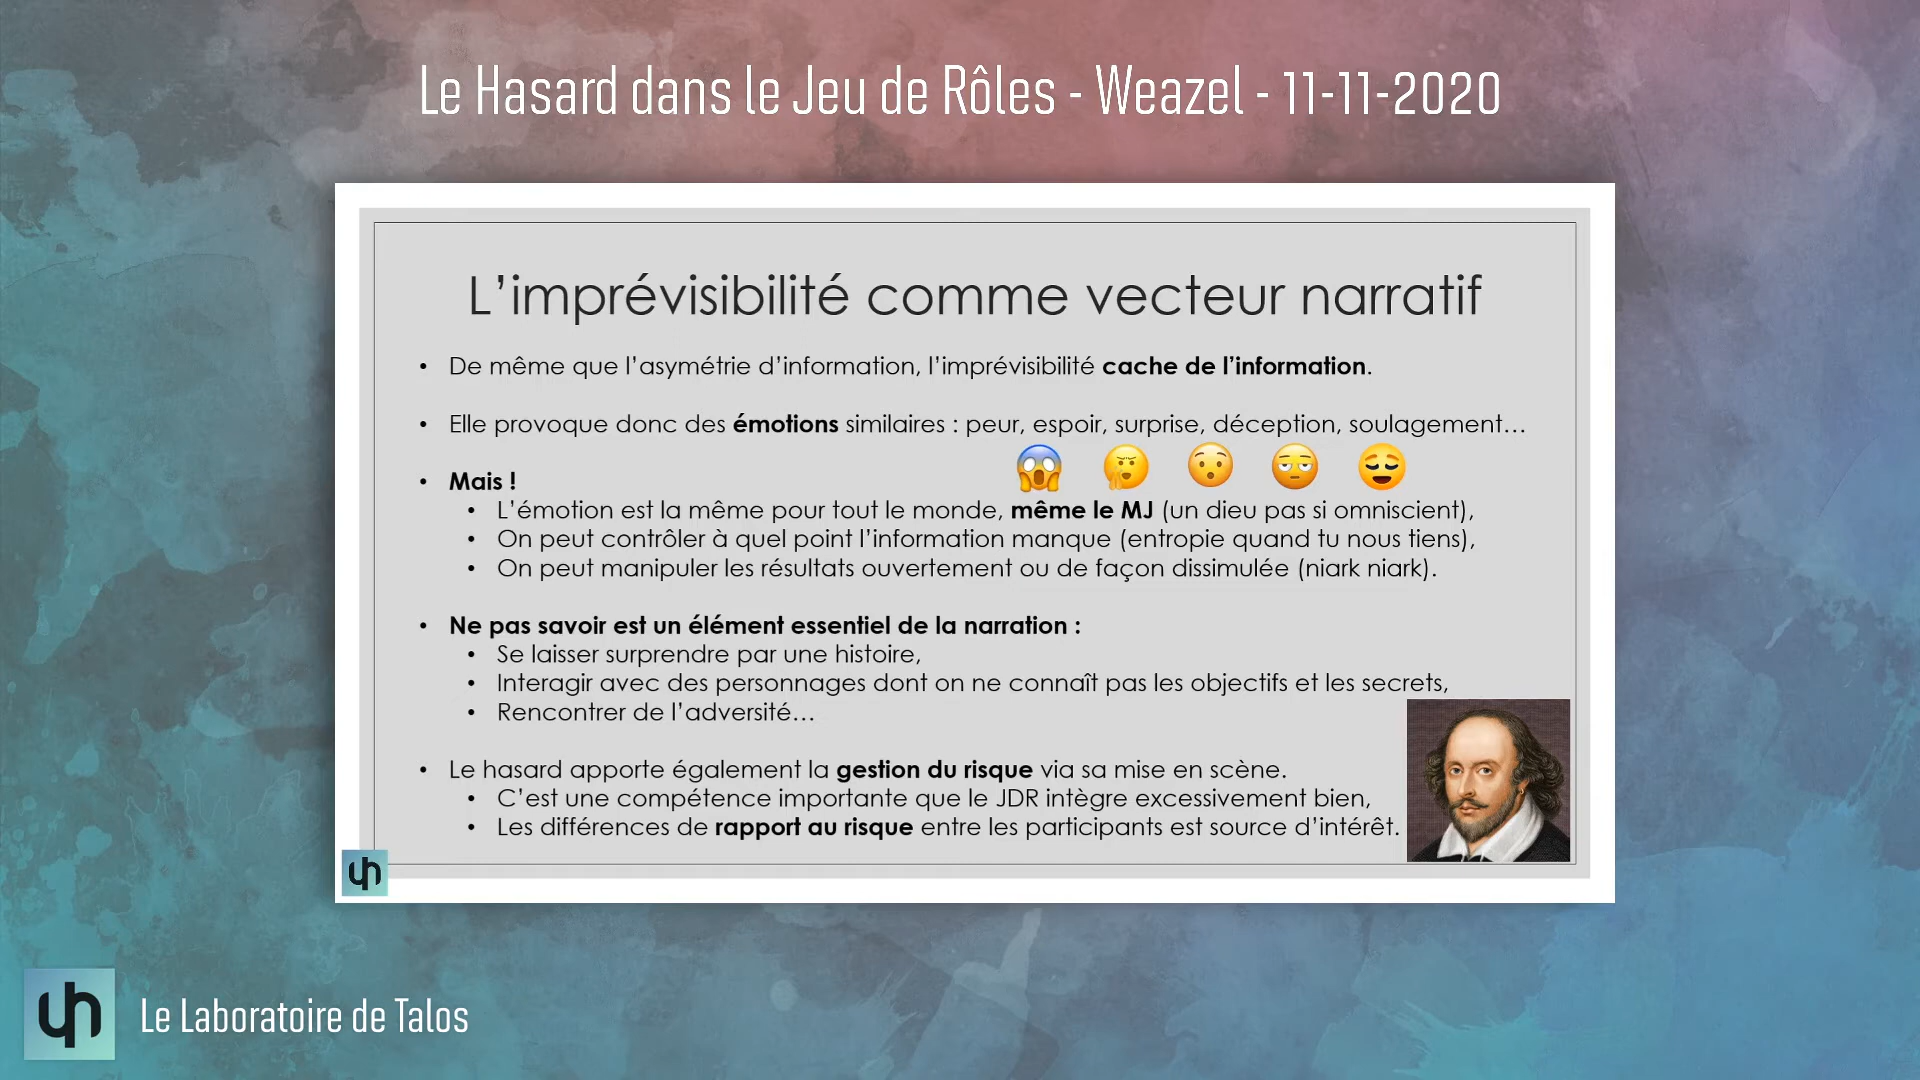 Le Hasard dans le Jeu de Rôles - Weazel - 11-11-2020
L’imprévisibilité comme vecteur narratif
• De même que l’asymétrie d’information, l’imprévisibilité cache de l’information.
• Elle provoque donc des émotions similaires : peur, espoir, surprise, déception, soulagement…
• Mais !
• L’émotion est la même pour tout le monde, même le MJ (un dieu pas si omniscient),
• On peut contrôler à quel point l’information manque (entropie quand tu nous tiens),
• On peut manipuler les résultats ouvertement ou de façon dissimulée (niark niark).
• Ne pas savoir est un élément essentiel de la narration :
• Se laisser surprendre par une histoire,
• Interagir avec des personnages dont on ne connaît pas les objectifs et les secrets,
• Rencontrer de l’adversité…
• Le hasard apporte également la gestion du risque via sa mise en scène.
• C’est une compétence importante que le JDR intègre excessivement bien,
• Les différences de rapport au risque entre les participants est source d’intérêt.
Le Laboratoire de Talos